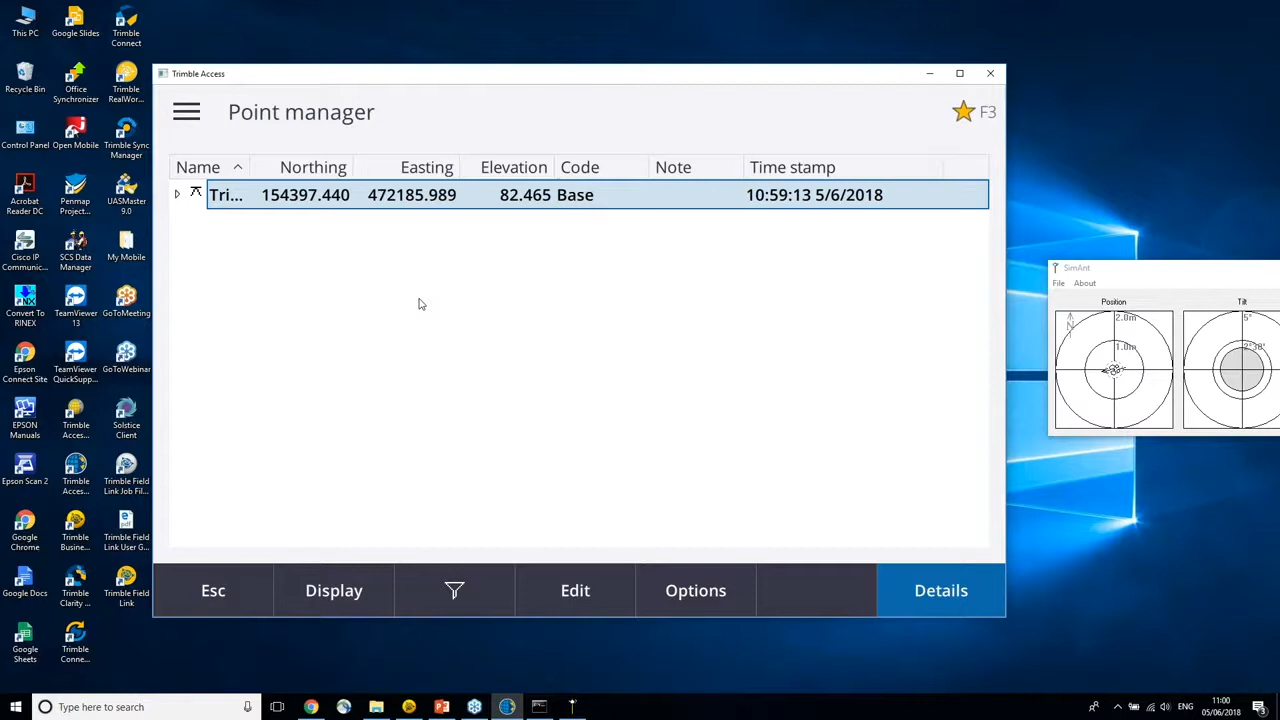 This PC
Google Slides
Trimble Connect
Recycle Bin
Office Synchronizer
Trimble RealWor...
Control Panel
Open Mobile
Trimble Sync Manager
Acrobat Reader DC
Penmap Project...
UASMaster 9.0
Cisco IP Communic...
SCS Data Manager
My Mobile
Convert To RINEX
TeamViewer 13
GoToMeeting
Epson Connect Site
TeamViewer QuickSupp...
GoToWebinar
EPSON Manuals
Trimble Acces...
Solstice Client
Epson Scan 2
Trimble Acces...
Trimble Field Link Job Fil...
Google Chrome
Trimble Busine...
Trimble Field Link User G...
Google Docs
Trimble Clarity ...
Trimble Field Link
Google Sheets
Trimble Conne...
Trimble Access
Point manager
F3
Name Northing Easting Elevation Code Note Time stamp
Tri... 154397.440 472185.989 82.465 Base 10:59:13 5/6/2018
Esc Display Edit Options Details
SimAnt
File About
Position Tilt
2.0m 5°
N
1.0m
Type here to search
ENG
11:00
05/06/2018
3